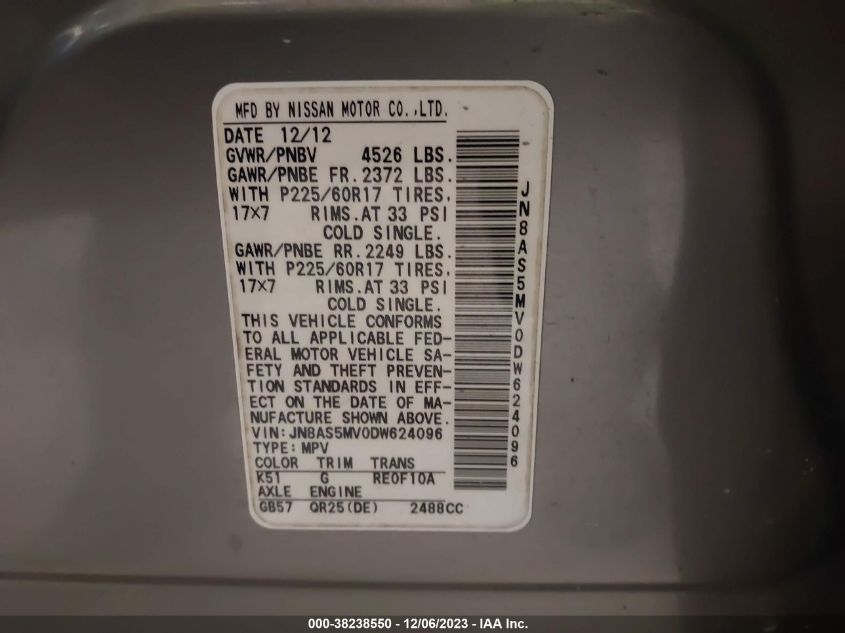 MFD BY NISSAN MOTOR CO.,LTD.
DATE 12/12
GVWR/PNBV 4526 LBS.
GAWR/PNBE FR.2372 LBS.
WITH P225/60R17 TIRES,
17×7 RIMS.AT 33 PSI
COLD SINGLE.
GAWR/PNBE RR.2249 LBS.
WITH P225/60R17 TIRES,
17×7 RIMS.AT 33 PSI
COLD SINGLE.
THIS VEHICLE CONFORMS
TO ALL APPLICABLE FED-
ERAL MOTOR VEHICLE SA-
FETY AND THEFT PREVEN-
TION STANDARDS IN EFF-
ECT ON THE DATE OF MA-
NUFACTURE SHOWN ABOVE.
VIN:JN8AS5MV0DW624096
TYPE:MPV
COLOR TRIM TRANS
K51 G RE0F10A
AXLE ENGINE
GB57 QR25(DE) 2488CC
JN8AS5MV0DW624096
000-38238550 - 12/06/2023 - IAA Inc.